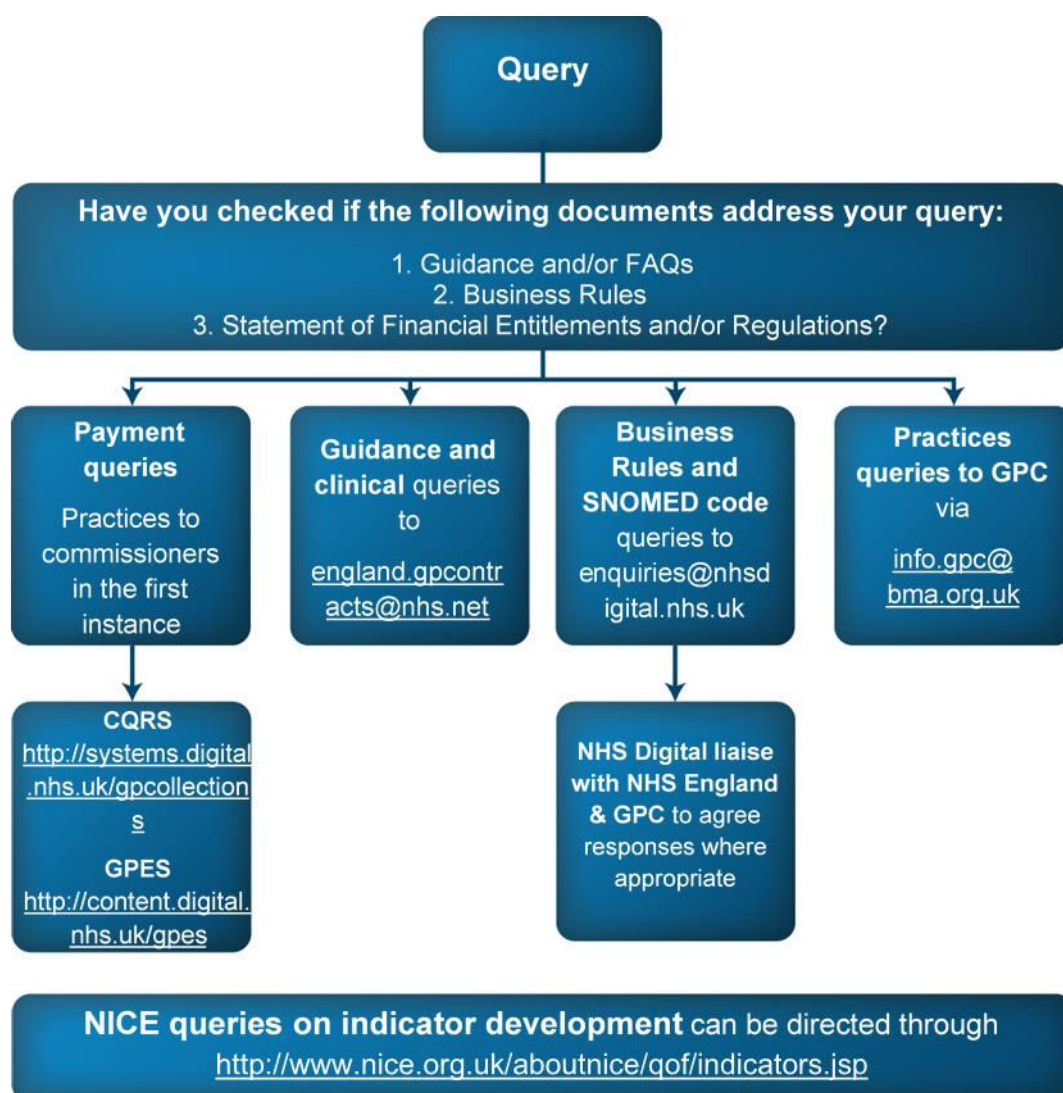 Query
Have you checked if the following documents address your query:
1. Guidance and/or FAQs
2. Business Rules
3. Statement of Financial Entitlements and/or Regulations?
Payment
queries
Practices to
commissioners
in the first
instance
Guidance and
clinical queries
to
england.gpcontr
acts@nhs.net
Business
Rules and
SNOMED code
queries to
enquiries@nhsd
igital.nhs.uk
Practices
queries to GPC
via
info.gpc@
bma.org.uk
CQRS
http://systems.digital
.nhs.uk/gpcollection
s
GPES
http://content.digital.
nhs.uk/gpes
NHS Digital liaise
with NHS England
& GPC to agree
responses where
appropriate
NICE queries on indicator development can be directed through
http://www.nice.org.uk/aboutnice/qof/indicators.jsp